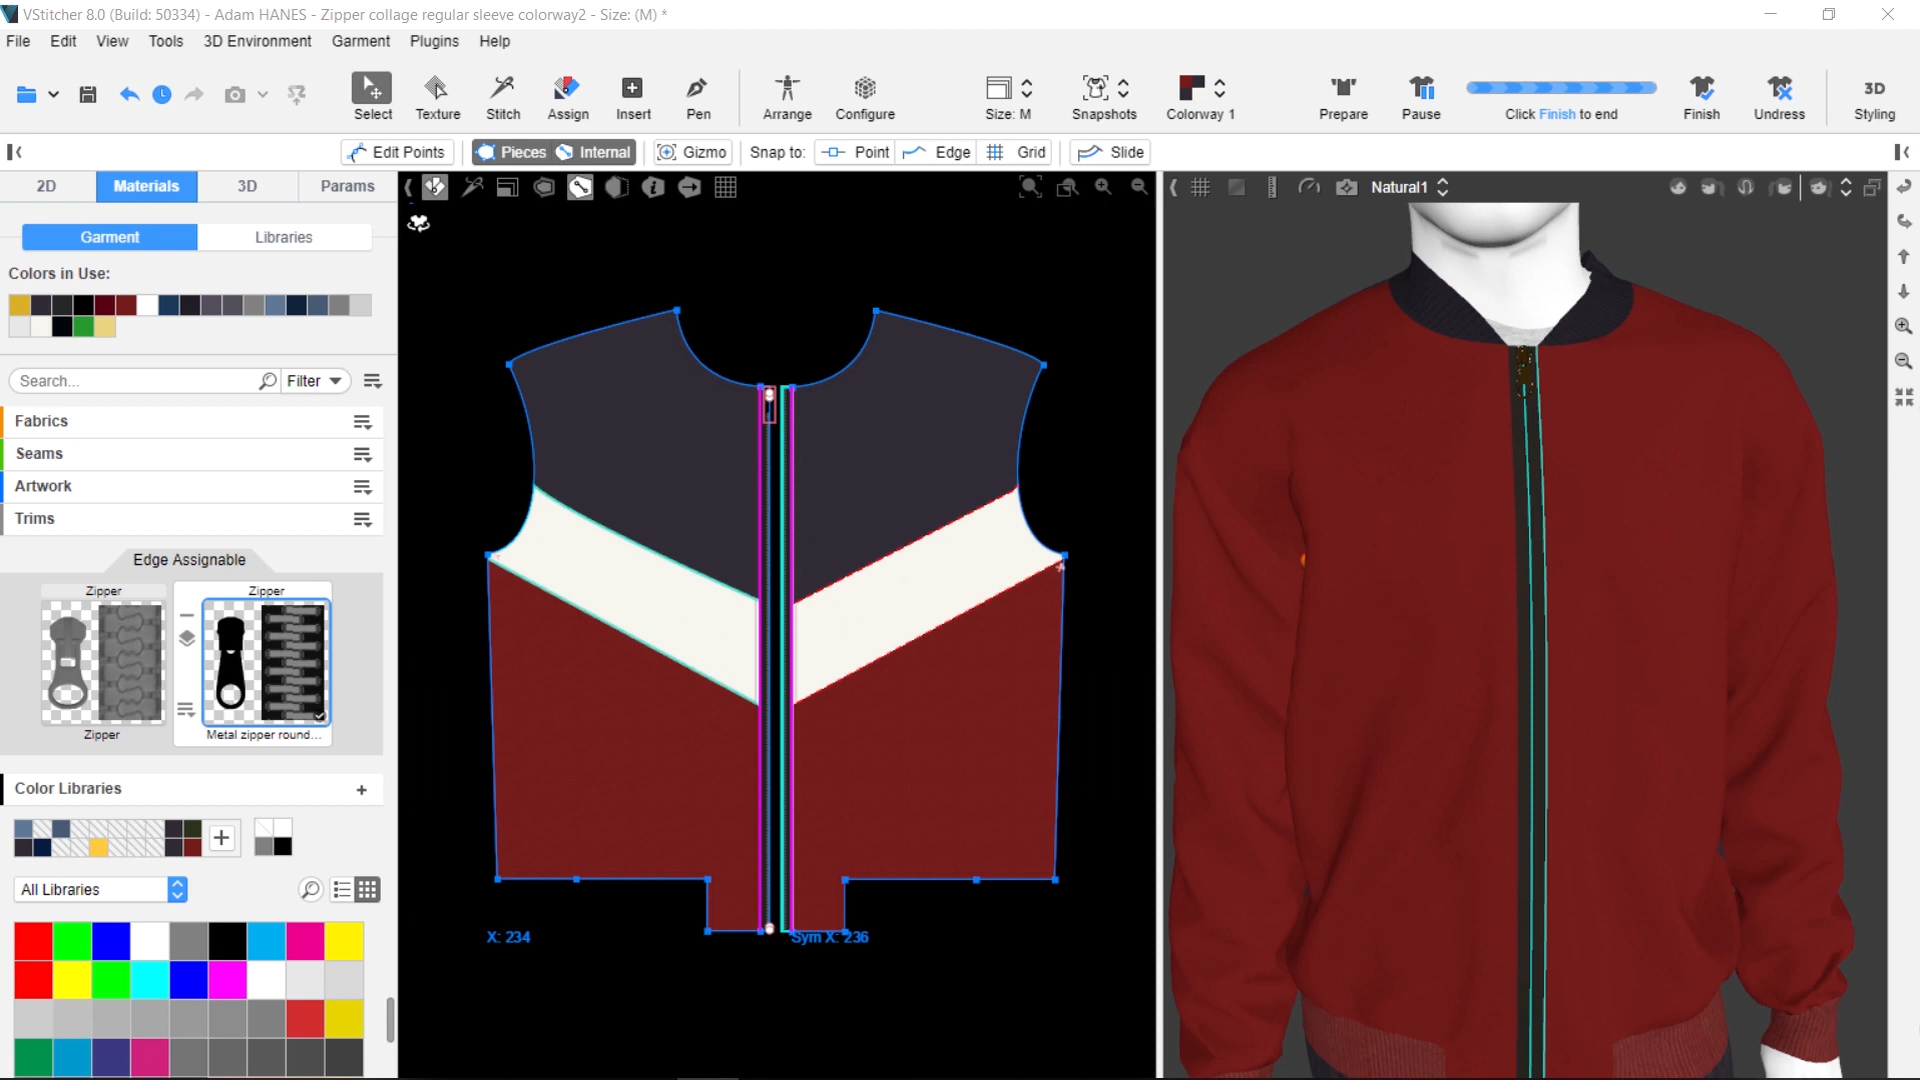 VStitcher 8.0 (Build: 50334) - Adam HANES - Zipper collage regular sleeve colorway2 - Size: (M) *
File Edit View Tools 3D Environment Garment Plugins Help
Select Texture Stitch Assign Insert Pen Arrange Configure Size: M Snapshots Colorway 1 Prepare Pause Click Finish to end Finish Undress 3D Styling
Edit Points Pieces Internal Gizmo Snap to: Point Edge Grid Slide
2D Materials 3D Params
Natural1
Garment Libraries
Colors in Use:
Search... Filter
Fabrics
Seams
Artwork
Trims
Edge Assignable
Zipper Zipper
Zipper Metal zipper round...
Color Libraries
All Libraries
X: 234 Sym X: 236